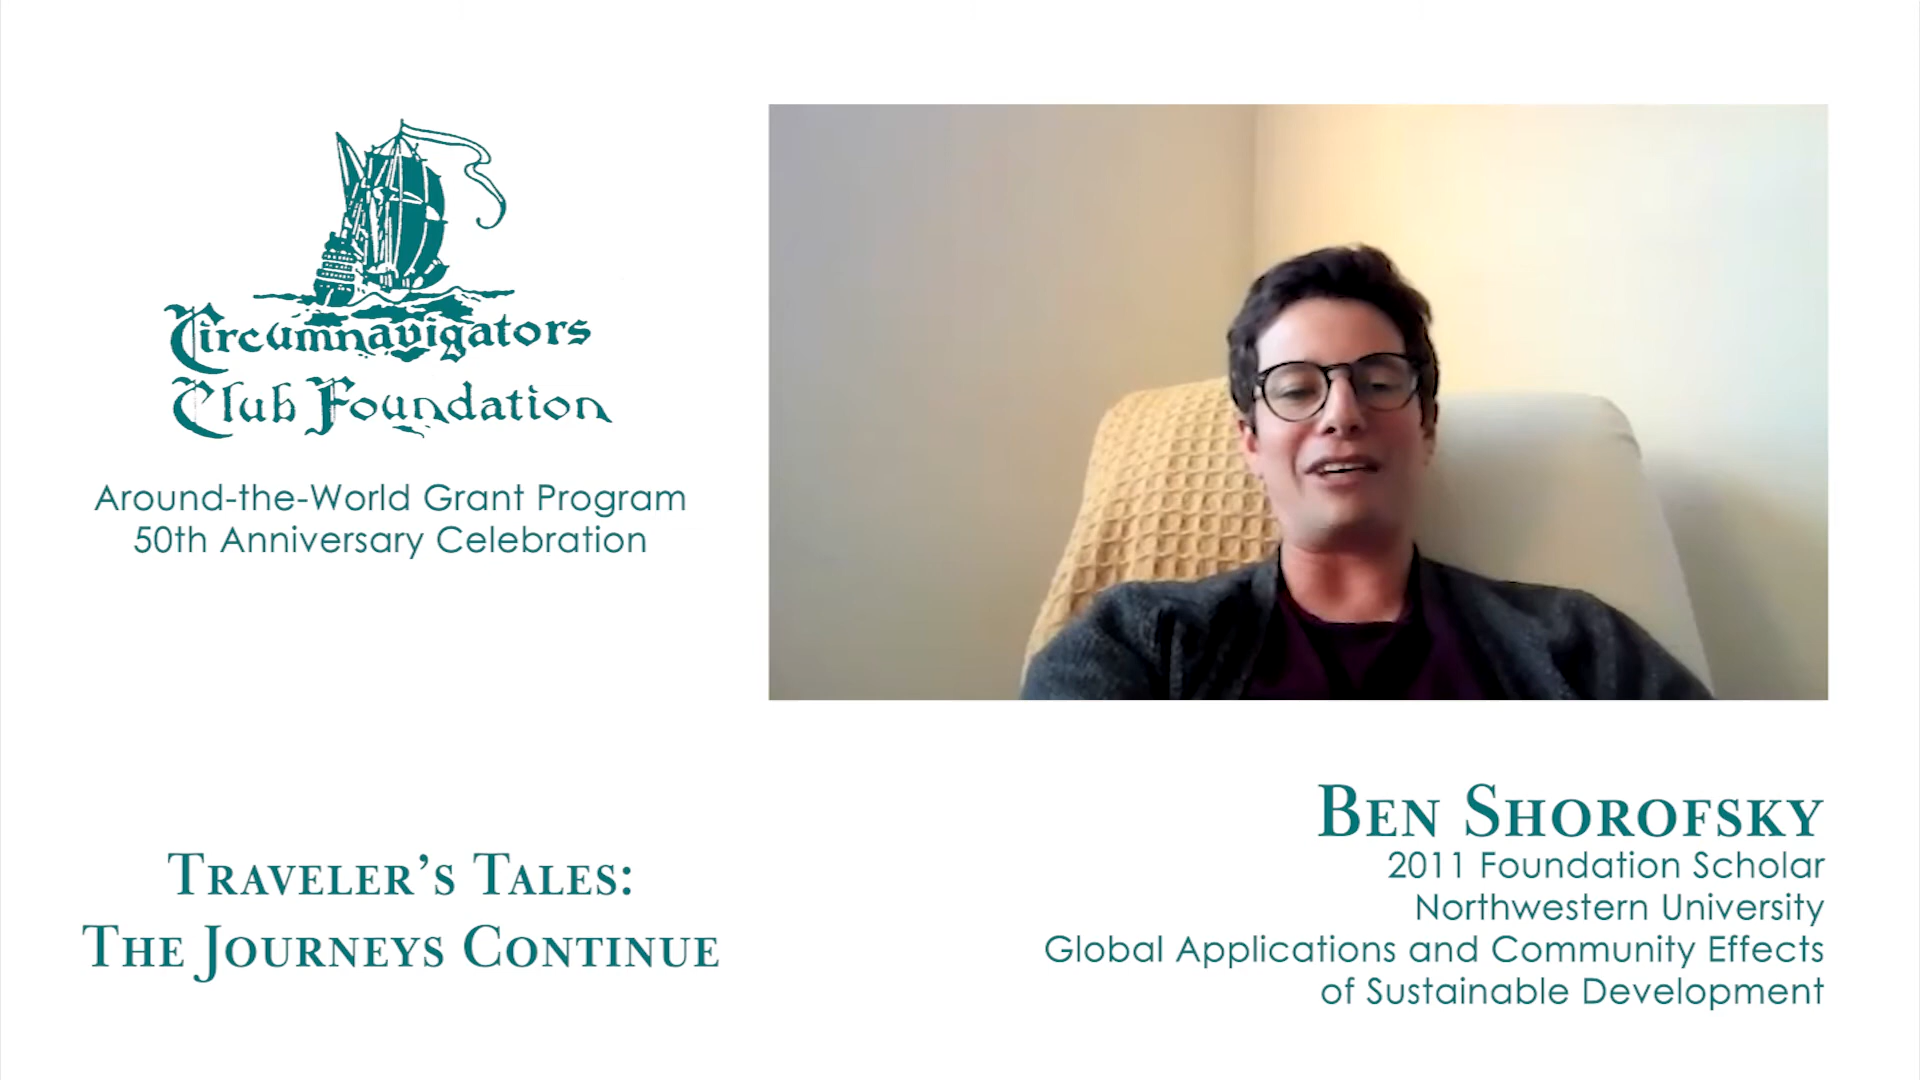 Circumnavigators
Club Foundation
Around-the-World Grant Program
50th Anniversary Celebration
Traveler's Tales:
The Journeys Continue
Ben Shorofsky
2011 Foundation Scholar
Northwestern University
Global Applications and Community Effects
of Sustainable Development